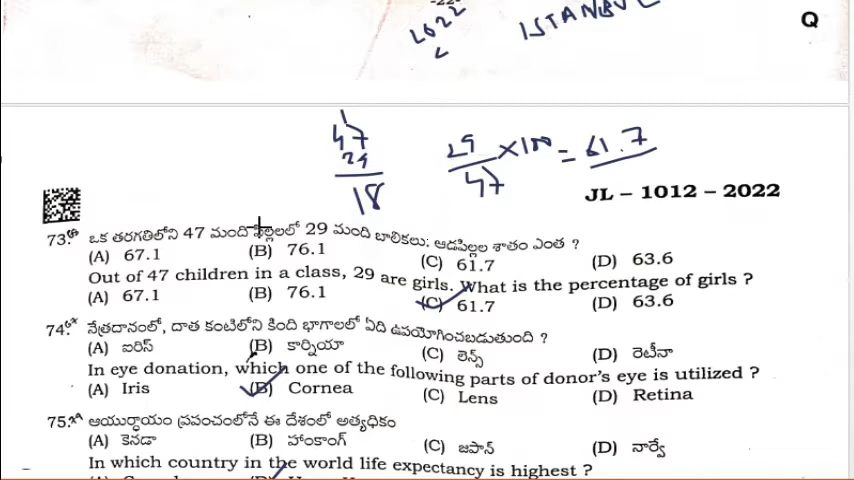 -22-
2022
ISTANBUL
Q
47
29
18
29/47 × 100 = 61.7
JL – 1012 – 2022
73. ఒక తరగతిలోని 47 మంది పిల్లలలో 29 మంది బాలికలు; ఆడపిల్లల శాతం ఎంత ?
(A) 67.1 (B) 76.1 (C) 61.7 (D) 63.6
Out of 47 children in a class, 29 are girls. What is the percentage of girls ?
(A) 67.1 (B) 76.1 (C) 61.7 (D) 63.6
74. నేత్రదానంలో, దాత కంటిలోని కింది భాగాలలో ఏది ఉపయోగించబడుతుంది ?
(A) ఐరిస్ (B) కార్నియా (C) లెన్స్ (D) రెటీనా
In eye donation, which one of the following parts of donor's eye is utilized ?
(A) Iris (B) Cornea (C) Lens (D) Retina
75. ఆయుర్ధాయం ప్రపంచంలోనే ఈ దేశంలో అత్యధికం
(A) కెనడా (B) హాంకాంగ్ (C) జపాన్ (D) నార్వే
In which country in the world life expectancy is highest ?